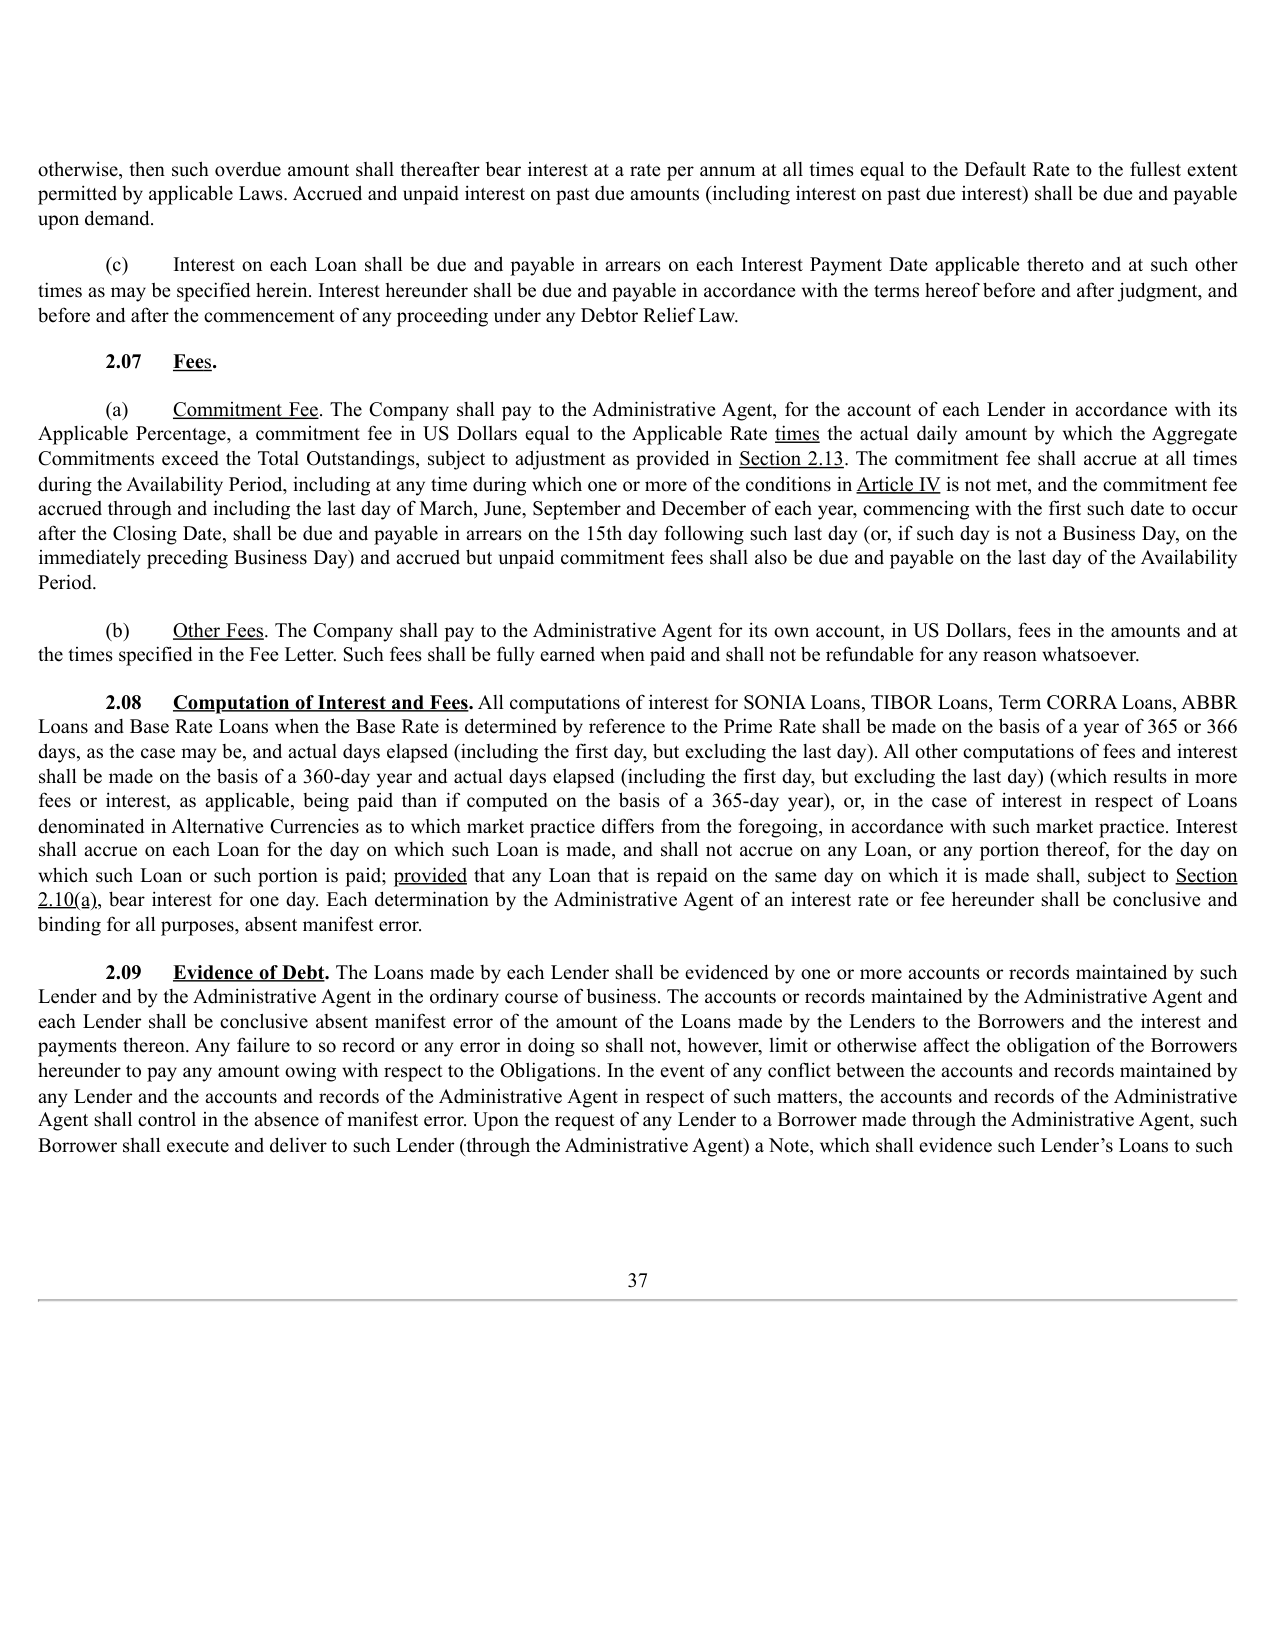 otherwise, then such overdue amount shall thereafter bear interest at a rate per annum at all times equal to the Default Rate to the fullest extent
permitted by applicable Laws. Accrued and unpaid interest on past due amounts (including interest on past due interest) shall be due and payable
upon demand.
(c) Interest on each Loan shall be due and payable in arrears on each Interest Payment Date applicable thereto and at such other
times as may be specified herein. Interest hereunder shall be due and payable in accordance with the terms hereof before and after judgment, and
before and after the commencement of any proceeding under any Debtor Relief Law.
2.07 Fees.
(a) Commitment Fee. The Company shall pay to the Administrative Agent, for the account of each Lender in accordance with its
Applicable Percentage, a commitment fee in US Dollars equal to the Applicable Rate times the actual daily amount by which the Aggregate
Commitments exceed the Total Outstandings, subject to adjustment as provided in Section 2.13. The commitment fee shall accrue at all times
during the Availability Period, including at any time during which one or more of the conditions in Article IV is not met, and the commitment fee
accrued through and including the last day of March, June, September and December of each year, commencing with the first such date to occur
after the Closing Date, shall be due and payable in arrears on the 15th day following such last day (or, if such day is not a Business Day, on the
immediately preceding Business Day) and accrued but unpaid commitment fees shall also be due and payable on the last day of the Availability
Period.
(b) Other Fees. The Company shall pay to the Administrative Agent for its own account, in US Dollars, fees in the amounts and at
the times specified in the Fee Letter. Such fees shall be fully earned when paid and shall not be refundable for any reason whatsoever.
2.08 Computation of Interest and Fees. All computations of interest for SONIA Loans, TIBOR Loans, Term CORRA Loans, ABBR
Loans and Base Rate Loans when the Base Rate is determined by reference to the Prime Rate shall be made on the basis of a year of 365 or 366
days, as the case may be, and actual days elapsed (including the first day, but excluding the last day). All other computations of fees and interest
shall be made on the basis of a 360-day year and actual days elapsed (including the first day, but excluding the last day) (which results in more
fees or interest, as applicable, being paid than if computed on the basis of a 365-day year), or, in the case of interest in respect of Loans
denominated in Alternative Currencies as to which market practice differs from the foregoing, in accordance with such market practice. Interest
shall accrue on each Loan for the day on which such Loan is made, and shall not accrue on any Loan, or any portion thereof, for the day on
which such Loan or such portion is paid; provided that any Loan that is repaid on the same day on which it is made shall, subject to Section
2.10(a), bear interest for one day. Each determination by the Administrative Agent of an interest rate or fee hereunder shall be conclusive and
binding for all purposes, absent manifest error.
2.09 Evidence of Debt. The Loans made by each Lender shall be evidenced by one or more accounts or records maintained by such
Lender and by the Administrative Agent in the ordinary course of business. The accounts or records maintained by the Administrative Agent and
each Lender shall be conclusive absent manifest error of the amount of the Loans made by the Lenders to the Borrowers and the interest and
payments thereon. Any failure to so record or any error in doing so shall not, however, limit or otherwise affect the obligation of the Borrowers
hereunder to pay any amount owing with respect to the Obligations. In the event of any conflict between the accounts and records maintained by
any Lender and the accounts and records of the Administrative Agent in respect of such matters, the accounts and records of the Administrative
Agent shall control in the absence of manifest error. Upon the request of any Lender to a Borrower made through the Administrative Agent, such
Borrower shall execute and deliver to such Lender (through the Administrative Agent) a Note, which shall evidence such Lender’s Loans to such
37